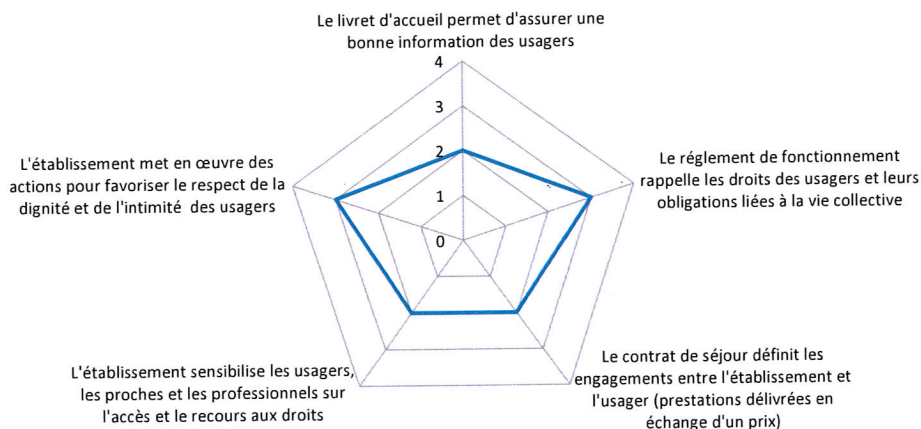 Le livret d'accueil permet d'assurer une
bonne information des usagers
4
3
2
1
0
Le réglement de fonctionnement
rappelle les droits des usagers et leurs
obligations liées à la vie collective
Le contrat de séjour définit les
engagements entre l'établissement et
l'usager (prestations délivrées en
échange d'un prix)
L'établissement sensibilise les usagers,
les proches et les professionnels sur
l'accès et le recours aux droits
L'établissement met en œuvre des
actions pour favoriser le respect de la
dignité et de l'intimité des usagers